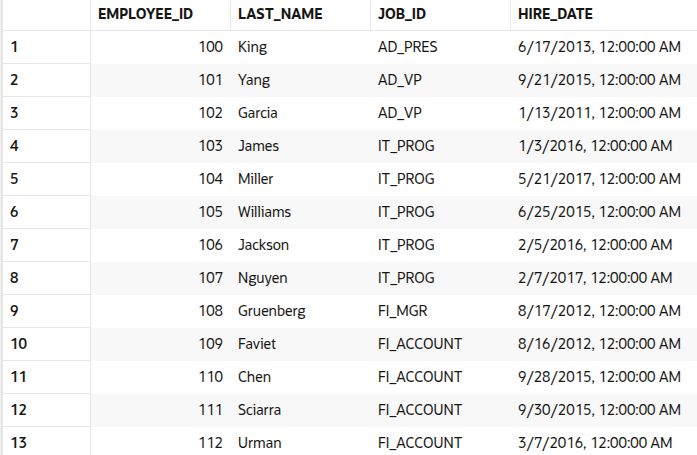 EMPLOYEE_ID LAST_NAME JOB_ID HIRE_DATE
1 100 King AD_PRES 6/17/2013, 12:00:00 AM
2 101 Yang AD_VP 9/21/2015, 12:00:00 AM
3 102 Garcia AD_VP 1/13/2011, 12:00:00 AM
4 103 James IT_PROG 1/3/2016, 12:00:00 AM
5 104 Miller IT_PROG 5/21/2017, 12:00:00 AM
6 105 Williams IT_PROG 6/25/2015, 12:00:00 AM
7 106 Jackson IT_PROG 2/5/2016, 12:00:00 AM
8 107 Nguyen IT_PROG 2/7/2017, 12:00:00 AM
9 108 Gruenberg FI_MGR 8/17/2012, 12:00:00 AM
10 109 Faviet FI_ACCOUNT 8/16/2012, 12:00:00 AM
11 110 Chen FI_ACCOUNT 9/28/2015, 12:00:00 AM
12 111 Sciarra FI_ACCOUNT 9/30/2015, 12:00:00 AM
13 112 Urman FI_ACCOUNT 3/7/2016, 12:00:00 AM